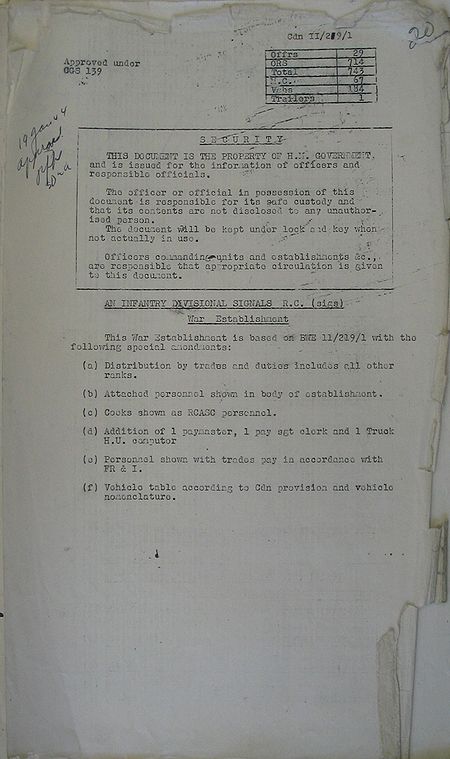 Cdn II/219/1
20
Approved under
CGS 139
Offrs 29
ORS 714
Total 743
M.C. 67
Vehs 184
Trailers 1
19 Jan 44
approved
SECURITY
THIS DOCUMENT IS THE PROPERTY OF H.M. GOVERNMENT,
and is issued for the information of officers and
responsible officials.
The officer or official in possession of this
document is responsible for its safe custody and
that its contents are not disclosed to any unauthor-
ised person.
The document will be kept under lock and key when
not actually in use.
Officers commanding units and establishments &c.,
are responsible that appropriate circulation is given
to this document.
AN INFANTRY DIVISIONAL SIGNALS R.C. (sigs)
War Establishment
This War Establishment is based on BWE 11/219/1 with the
following special amendments:
(a) Distribution by trades and duties includes all other
ranks.
(b) Attached personnel shown in body of establishment.
(c) Cooks shown as RCASC personnel.
(d) Addition of 1 paymaster, 1 pay sgt clerk and 1 Truck
H.U. computor
(e) Personnel shown with trades pay in accordance with
FR & I.
(f) Vehicle table according to Cdn provision and vehicle
nomenclature.